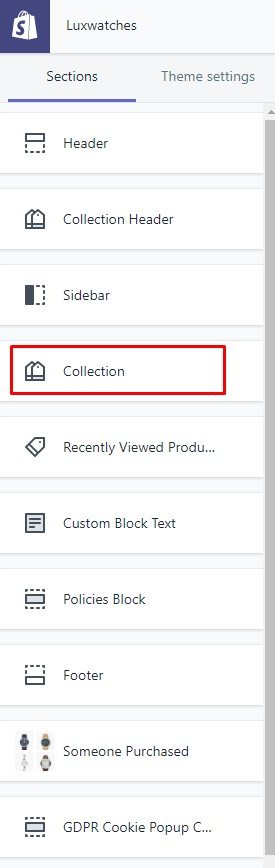 Luxwatches
Sections Theme settings
Header
Collection Header
Sidebar
Collection
Recently Viewed Produ...
Custom Block Text
Policies Block
Footer
Someone Purchased
GDPR Cookie Popup C...